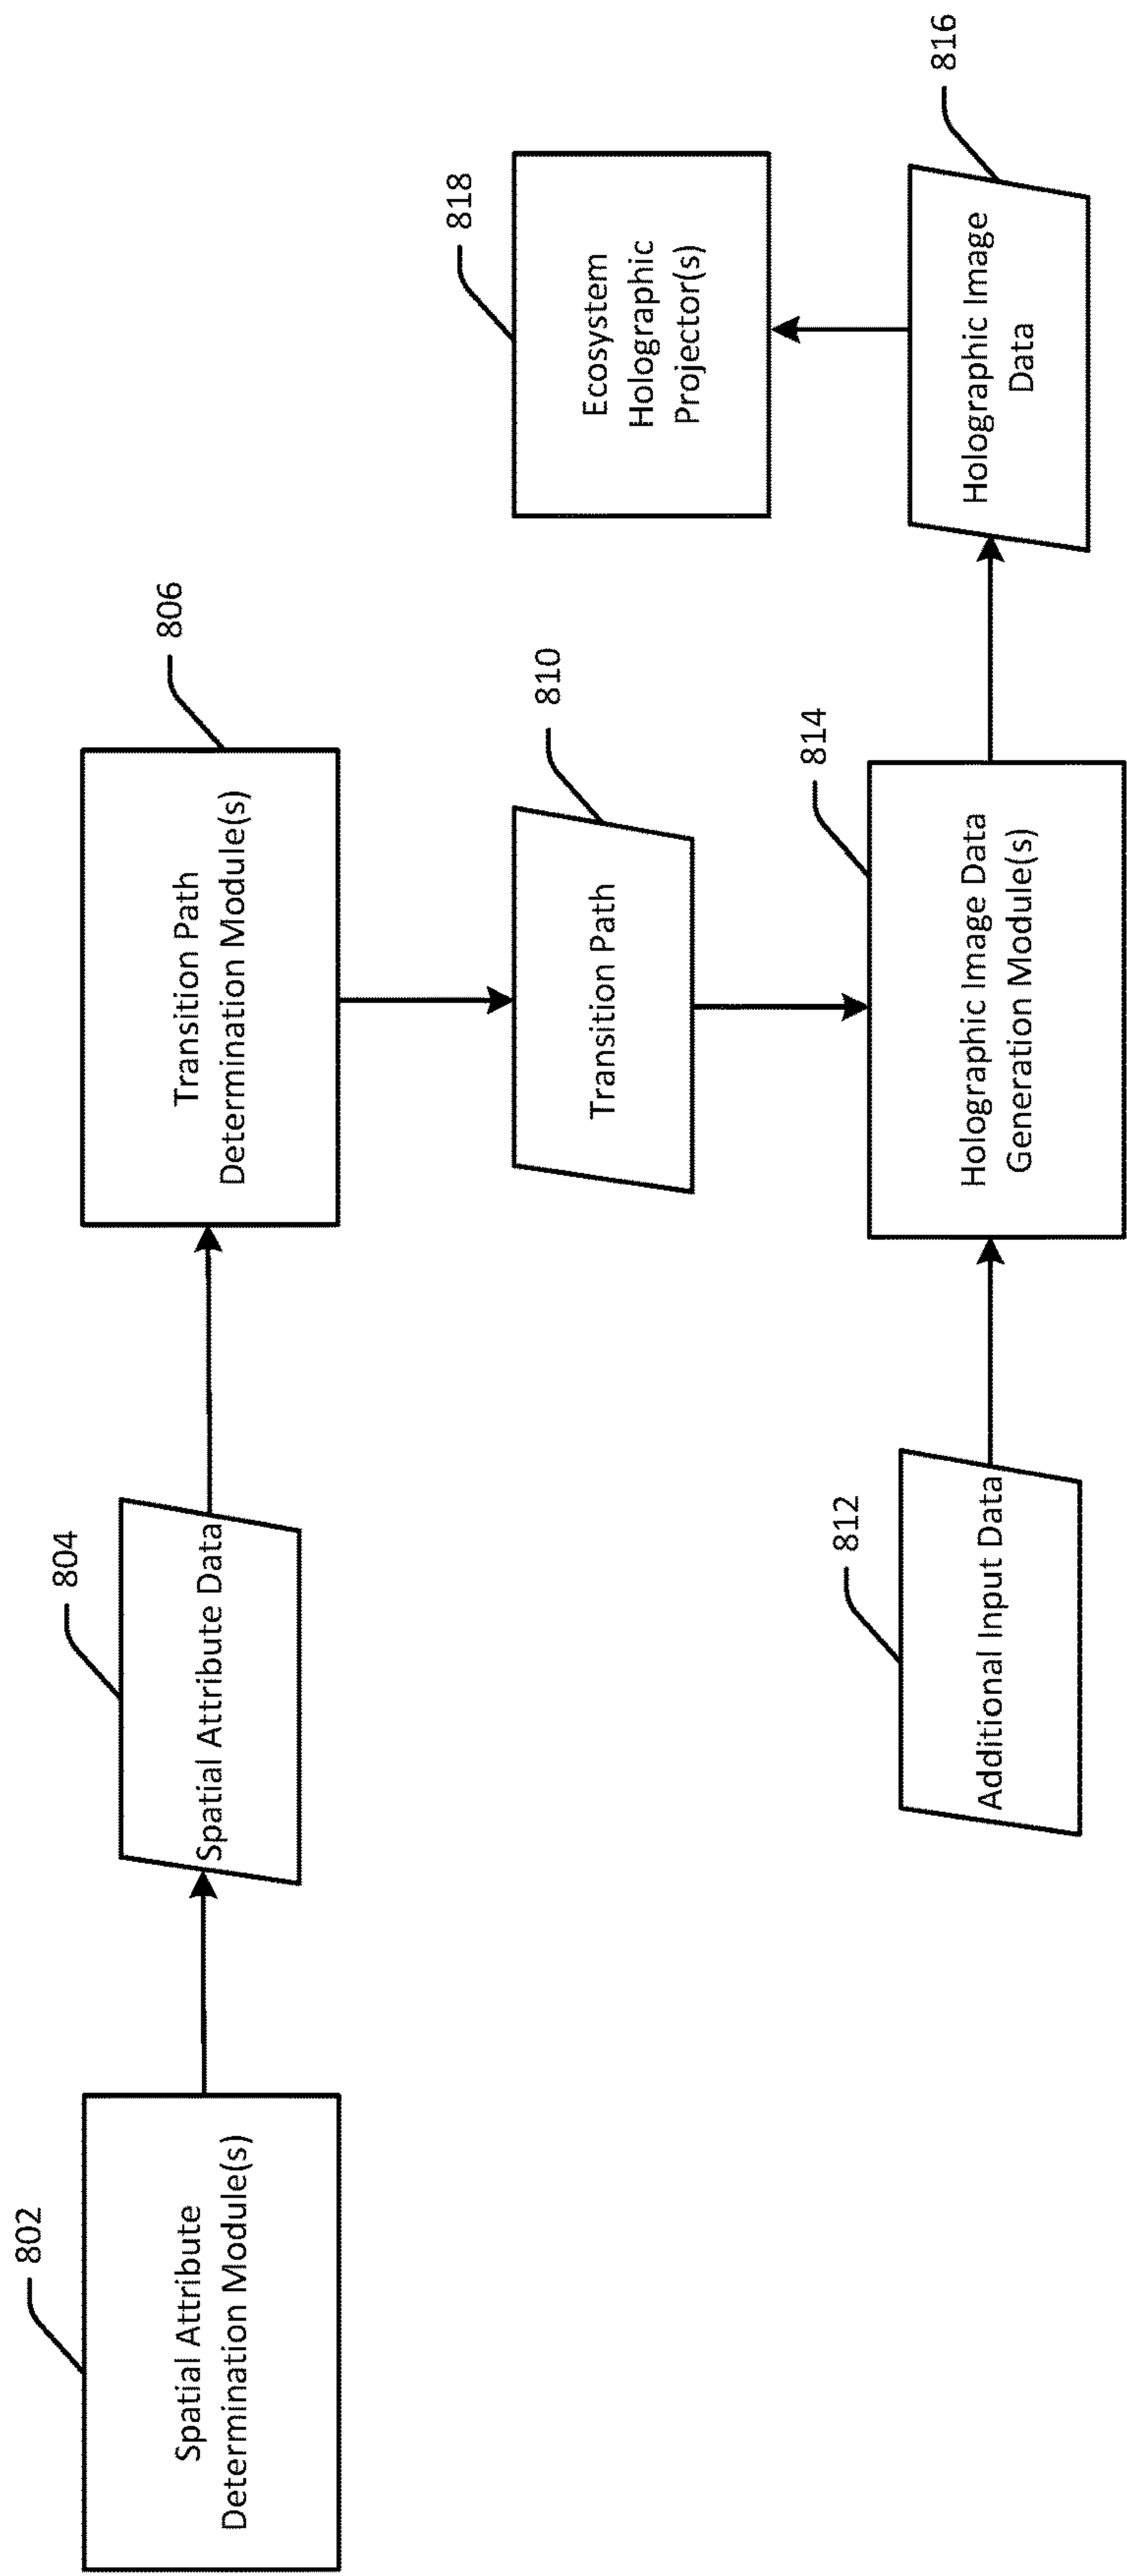 802
Spatial Attribute
Determination Module(s)
804
Spatial Attribute Data
806
Transition Path
Determination Module(s)
810
Transition Path
812
Additional Input Data
814
Holographic Image Data
Generation Module(s)
816
Holographic Image
Data
818
Ecosystem
Holographic
Projector(s)